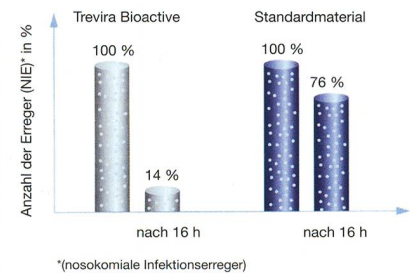 Trevira Bioactive
Standardmaterial
Anzahl der Erreger (NIE)* in %
100 %
14 %
100 %
76 %
nach 16 h
nach 16 h
*(nosokomiale Infektionserreger)